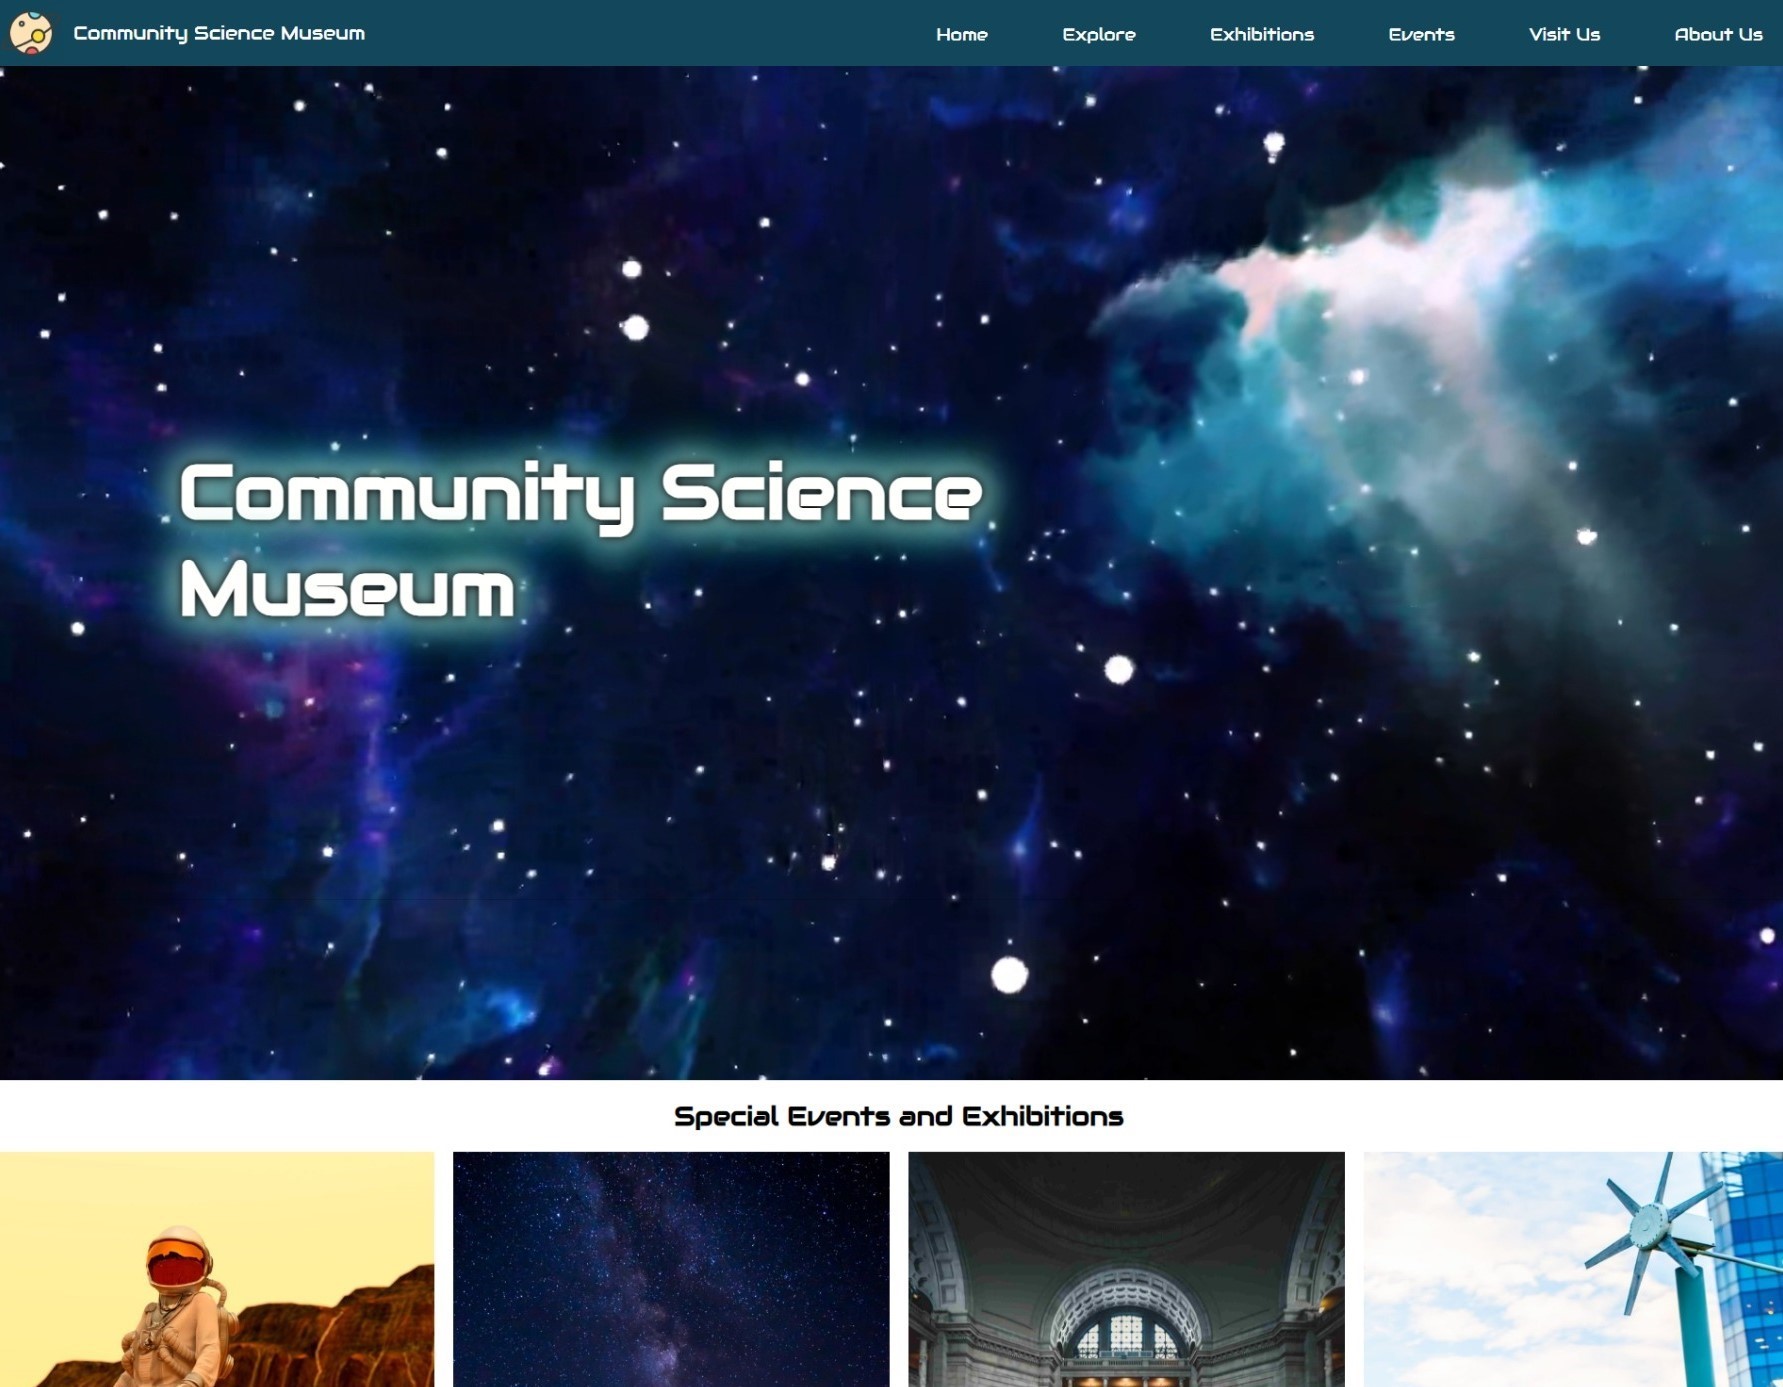 Community Science Museum
Home
Explore
Exhibitions
Events
Visit Us
About Us
Community Science
Museum
Special Events and Exhibitions